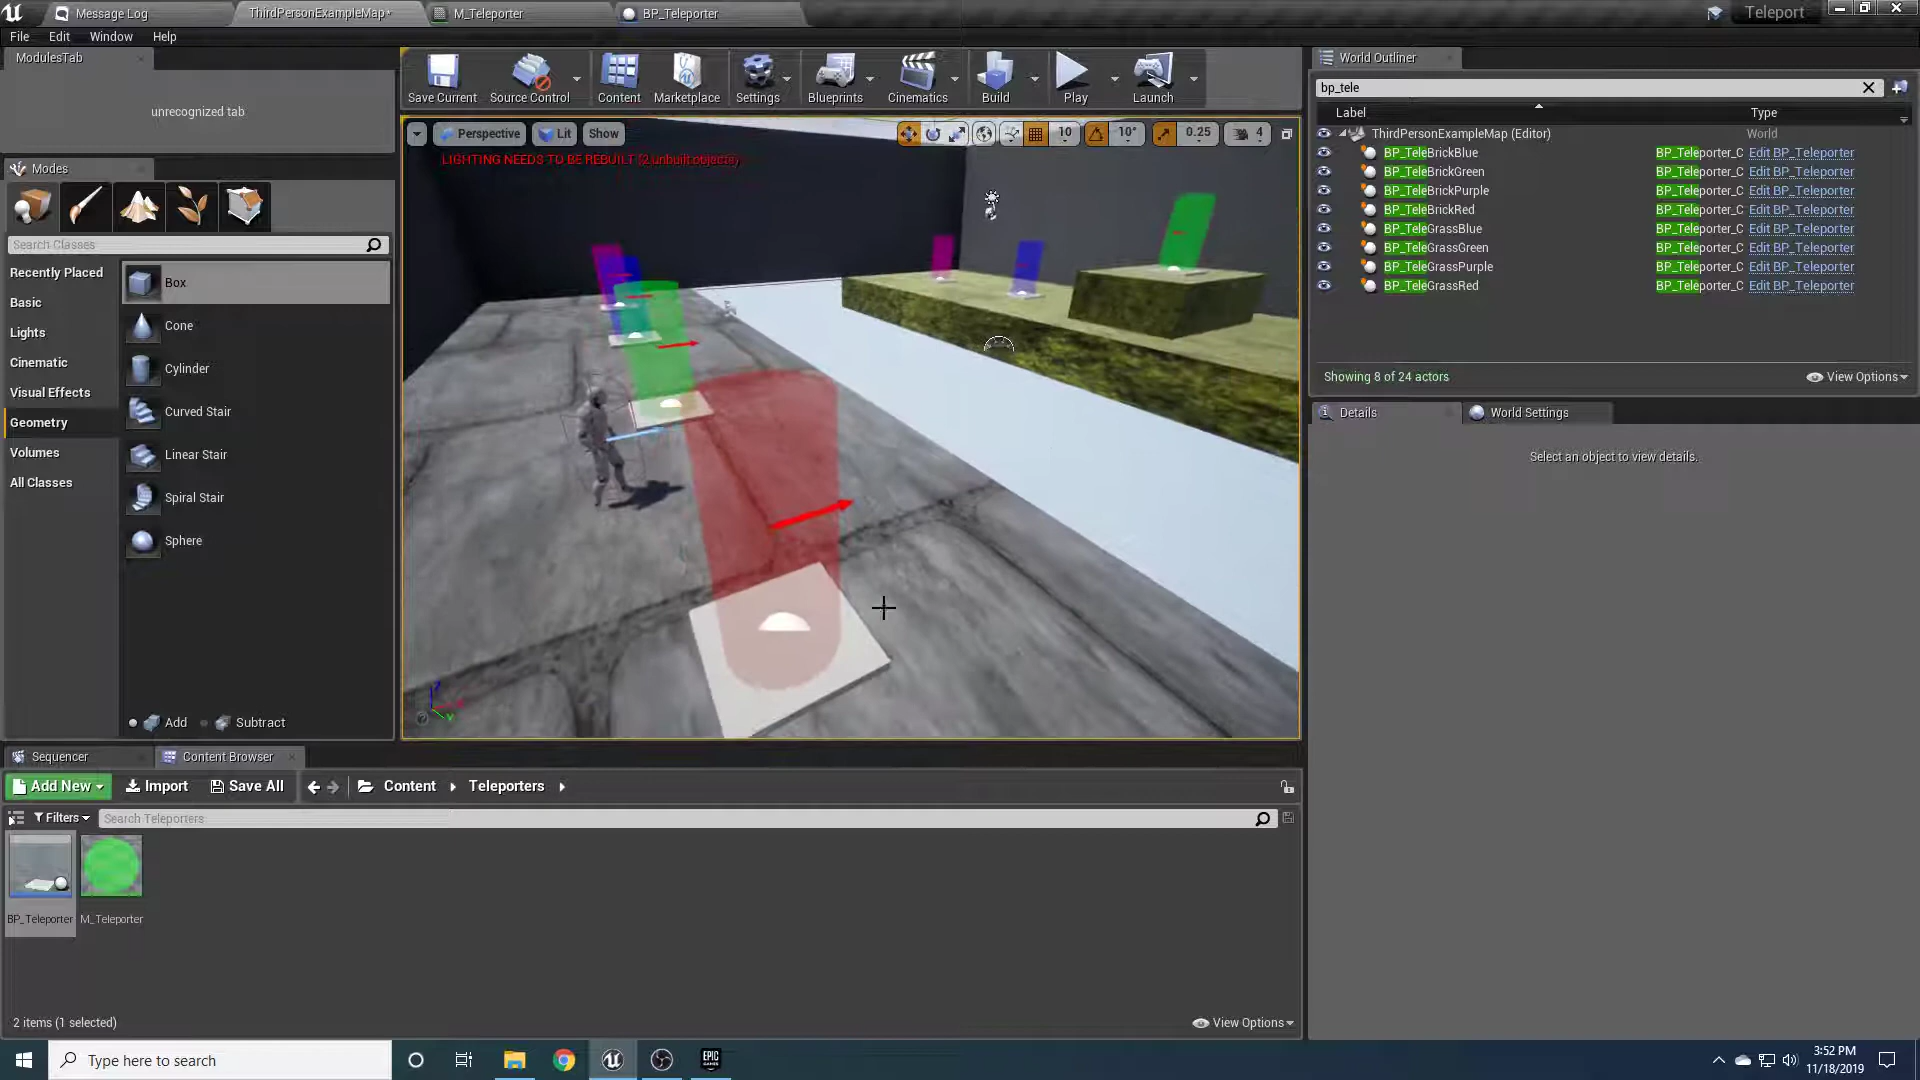 Message Log
ThirdPersonExampleMap*
M_Teleporter
BP_Teleporter
Teleport
File
Edit
Window
Help
ModulesTab
unrecognized tab
Save Current
Source Control
Content
Marketplace
Settings
Blueprints
Cinematics
Build
Play
Launch
Perspective
Lit
Show
10
10°
0.25
4
LIGHTING NEEDS TO BE REBUILT (2 unbuilt objects)
Modes
Search Classes
Recently Placed
Basic
Lights
Cinematic
Visual Effects
Geometry
Volumes
All Classes
Box
Cone
Cylinder
Curved Stair
Linear Stair
Spiral Stair
Sphere
Add
Subtract
World Outliner
bp_tele
Label
Type
ThirdPersonExampleMap (Editor)
World
BP_TeleBrickBlue
BP_Teleporter_C
Edit BP_Teleporter
BP_TeleBrickGreen
BP_Teleporter_C
Edit BP_Teleporter
BP_TeleBrickPurple
BP_Teleporter_C
Edit BP_Teleporter
BP_TeleBrickRed
BP_Teleporter_C
Edit BP_Teleporter
BP_TeleGrassBlue
BP_Teleporter_C
Edit BP_Teleporter
BP_TeleGrassGreen
BP_Teleporter_C
Edit BP_Teleporter
BP_TeleGrassPurple
BP_Teleporter_C
Edit BP_Teleporter
BP_TeleGrassRed
BP_Teleporter_C
Edit BP_Teleporter
Showing 8 of 24 actors
View Options
Details
World Settings
Select an object to view details.
Sequencer
Content Browser
Add New
Import
Save All
Content
Teleporters
Filters
Search Teleporters
BP_Teleporter
M_Teleporter
2 items (1 selected)
View Options
Type here to search
EPIC
GAMES
3:52 PM
11/18/2019